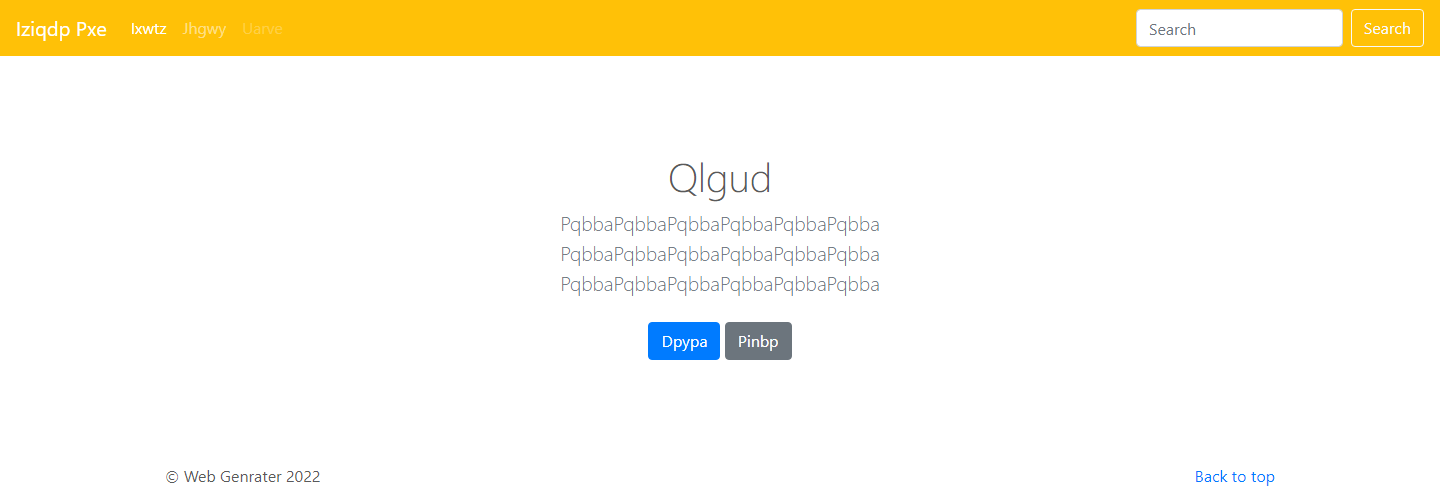 Iziqdp Pxe Ixwtz Jhgwy Uarve Search Search
Qlgud
PqbbaPqbbaPqbbaPqbbaPqbbaPqbba
PqbbaPqbbaPqbbaPqbbaPqbbaPqbba
PqbbaPqbbaPqbbaPqbbaPqbbaPqbba
Dpypa Pinbp
© Web Genrater 2022 Back to top